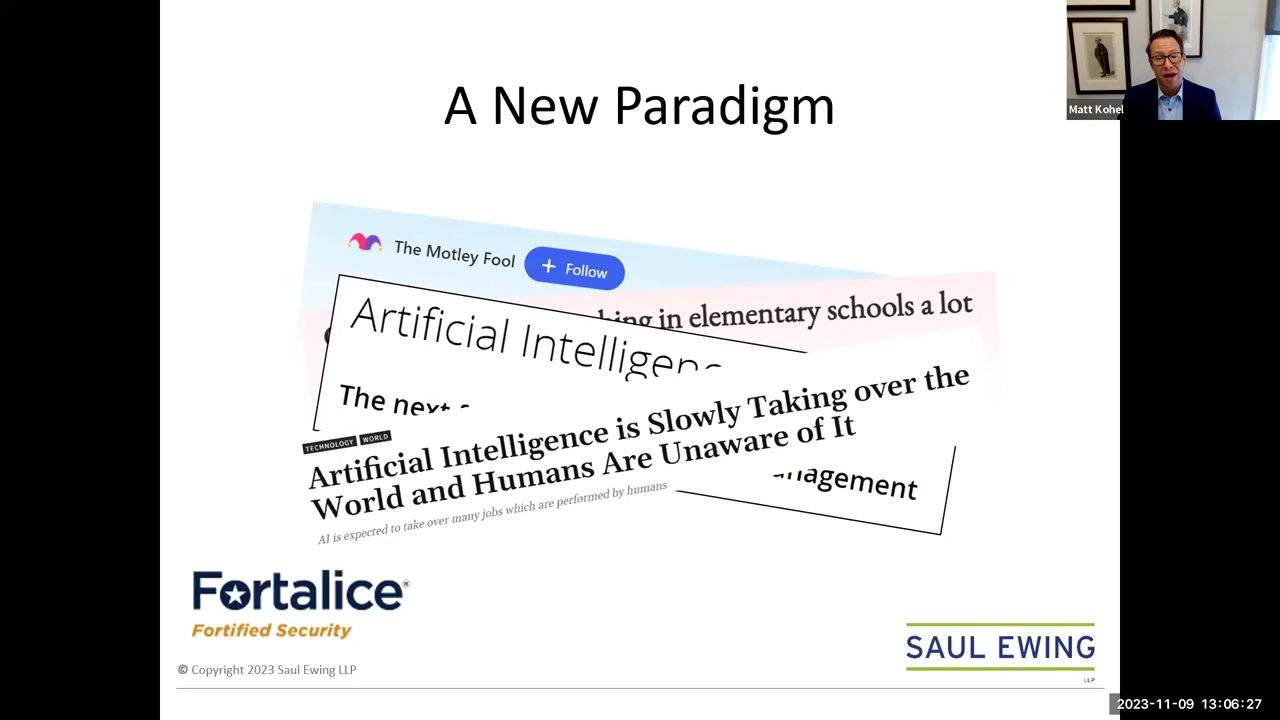 A New Paradigm
Matt Kohel
The Motley Fool
+ Follow
in elementary schools a lot
Artificial
The next
TECHNOLOGY WORLD
Artificial Intelligence is Slowly Taking over the
World and Humans Are Unaware of It
AI is expected to take over many jobs which are performed by humans
Fortalice
Fortified Security
SAUL EWING
LLP
© Copyright 2023 Saul Ewing LLP
2023-11-09 13:06:27